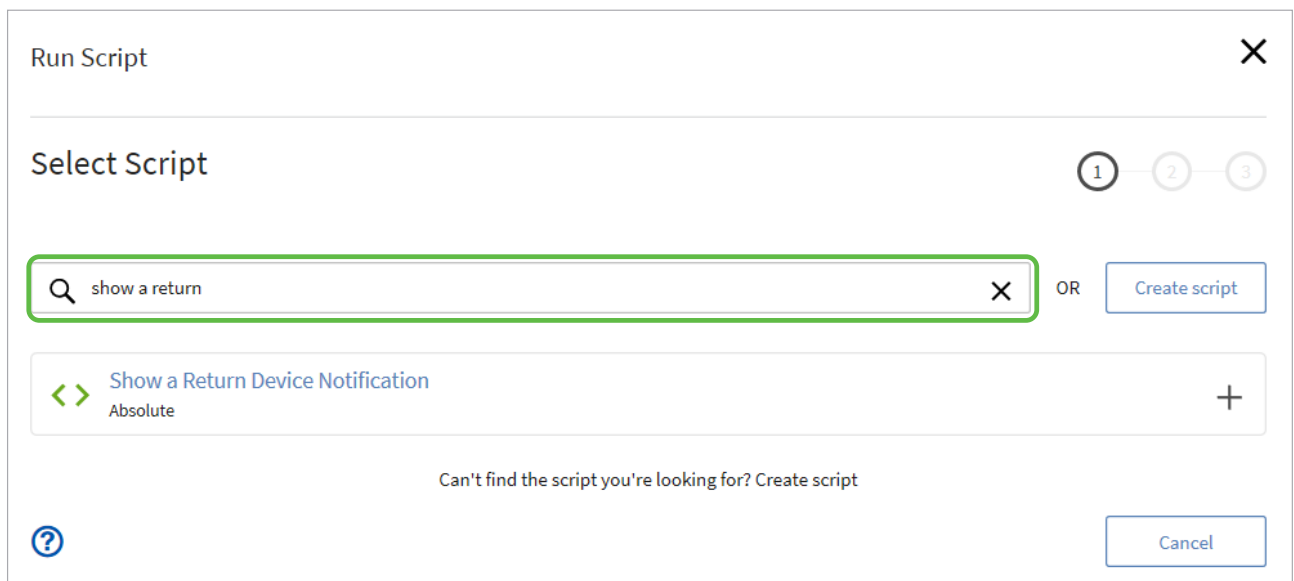 Run Script
Select Script
1 2 3
show a return
OR
Create script
Show a Return Device Notification
Absolute
Can't find the script you're looking for? Create script
?
Cancel